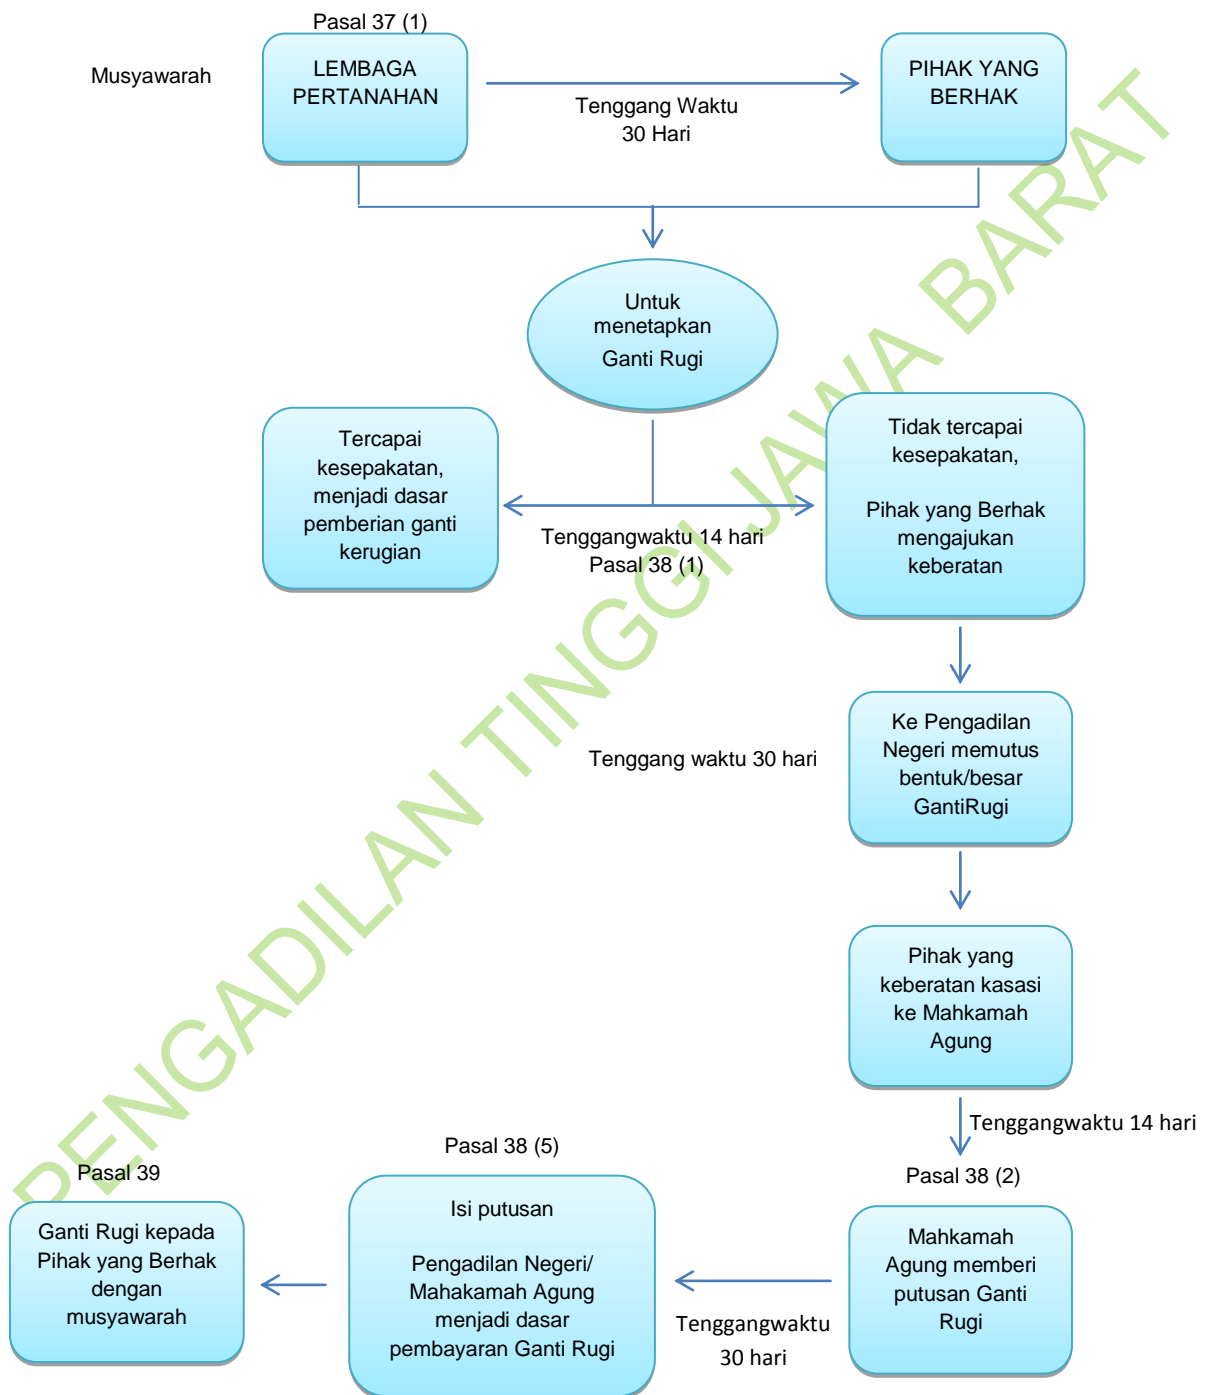 Pasal 37 (1)
Musyawarah
LEMBAGA
PERTANAHAN
Tenggang Waktu
30 Hari
PIHAK YANG
BERHAK
Untuk
menetapkan
Ganti Rugi
Tercapai
kesepakatan,
menjadi dasar
pemberian ganti
kerugian
Tenggangwaktu 14 hari
Pasal 38 (1)
Tidak tercapai
kesepakatan,
Pihak yang Berhak
mengajukan
keberatan
Tenggang waktu 30 hari
Ke Pengadilan
Negeri memutus
bentuk/besar
GantiRugi
Pihak yang
keberatan kasasi
ke Mahkamah
Agung
Tenggangwaktu 14 hari
Pasal 38 (2)
Mahkamah
Agung memberi
putusan Ganti
Rugi
Tenggangwaktu
30 hari
Pasal 38 (5)
Isi putusan
Pengadilan Negeri/
Mahakamah Agung
menjadi dasar
pembayaran Ganti Rugi
Pasal 39
Ganti Rugi kepada
Pihak yang Berhak
dengan
musyawarah
PENGADILAN TINGGI JAWA BARAT